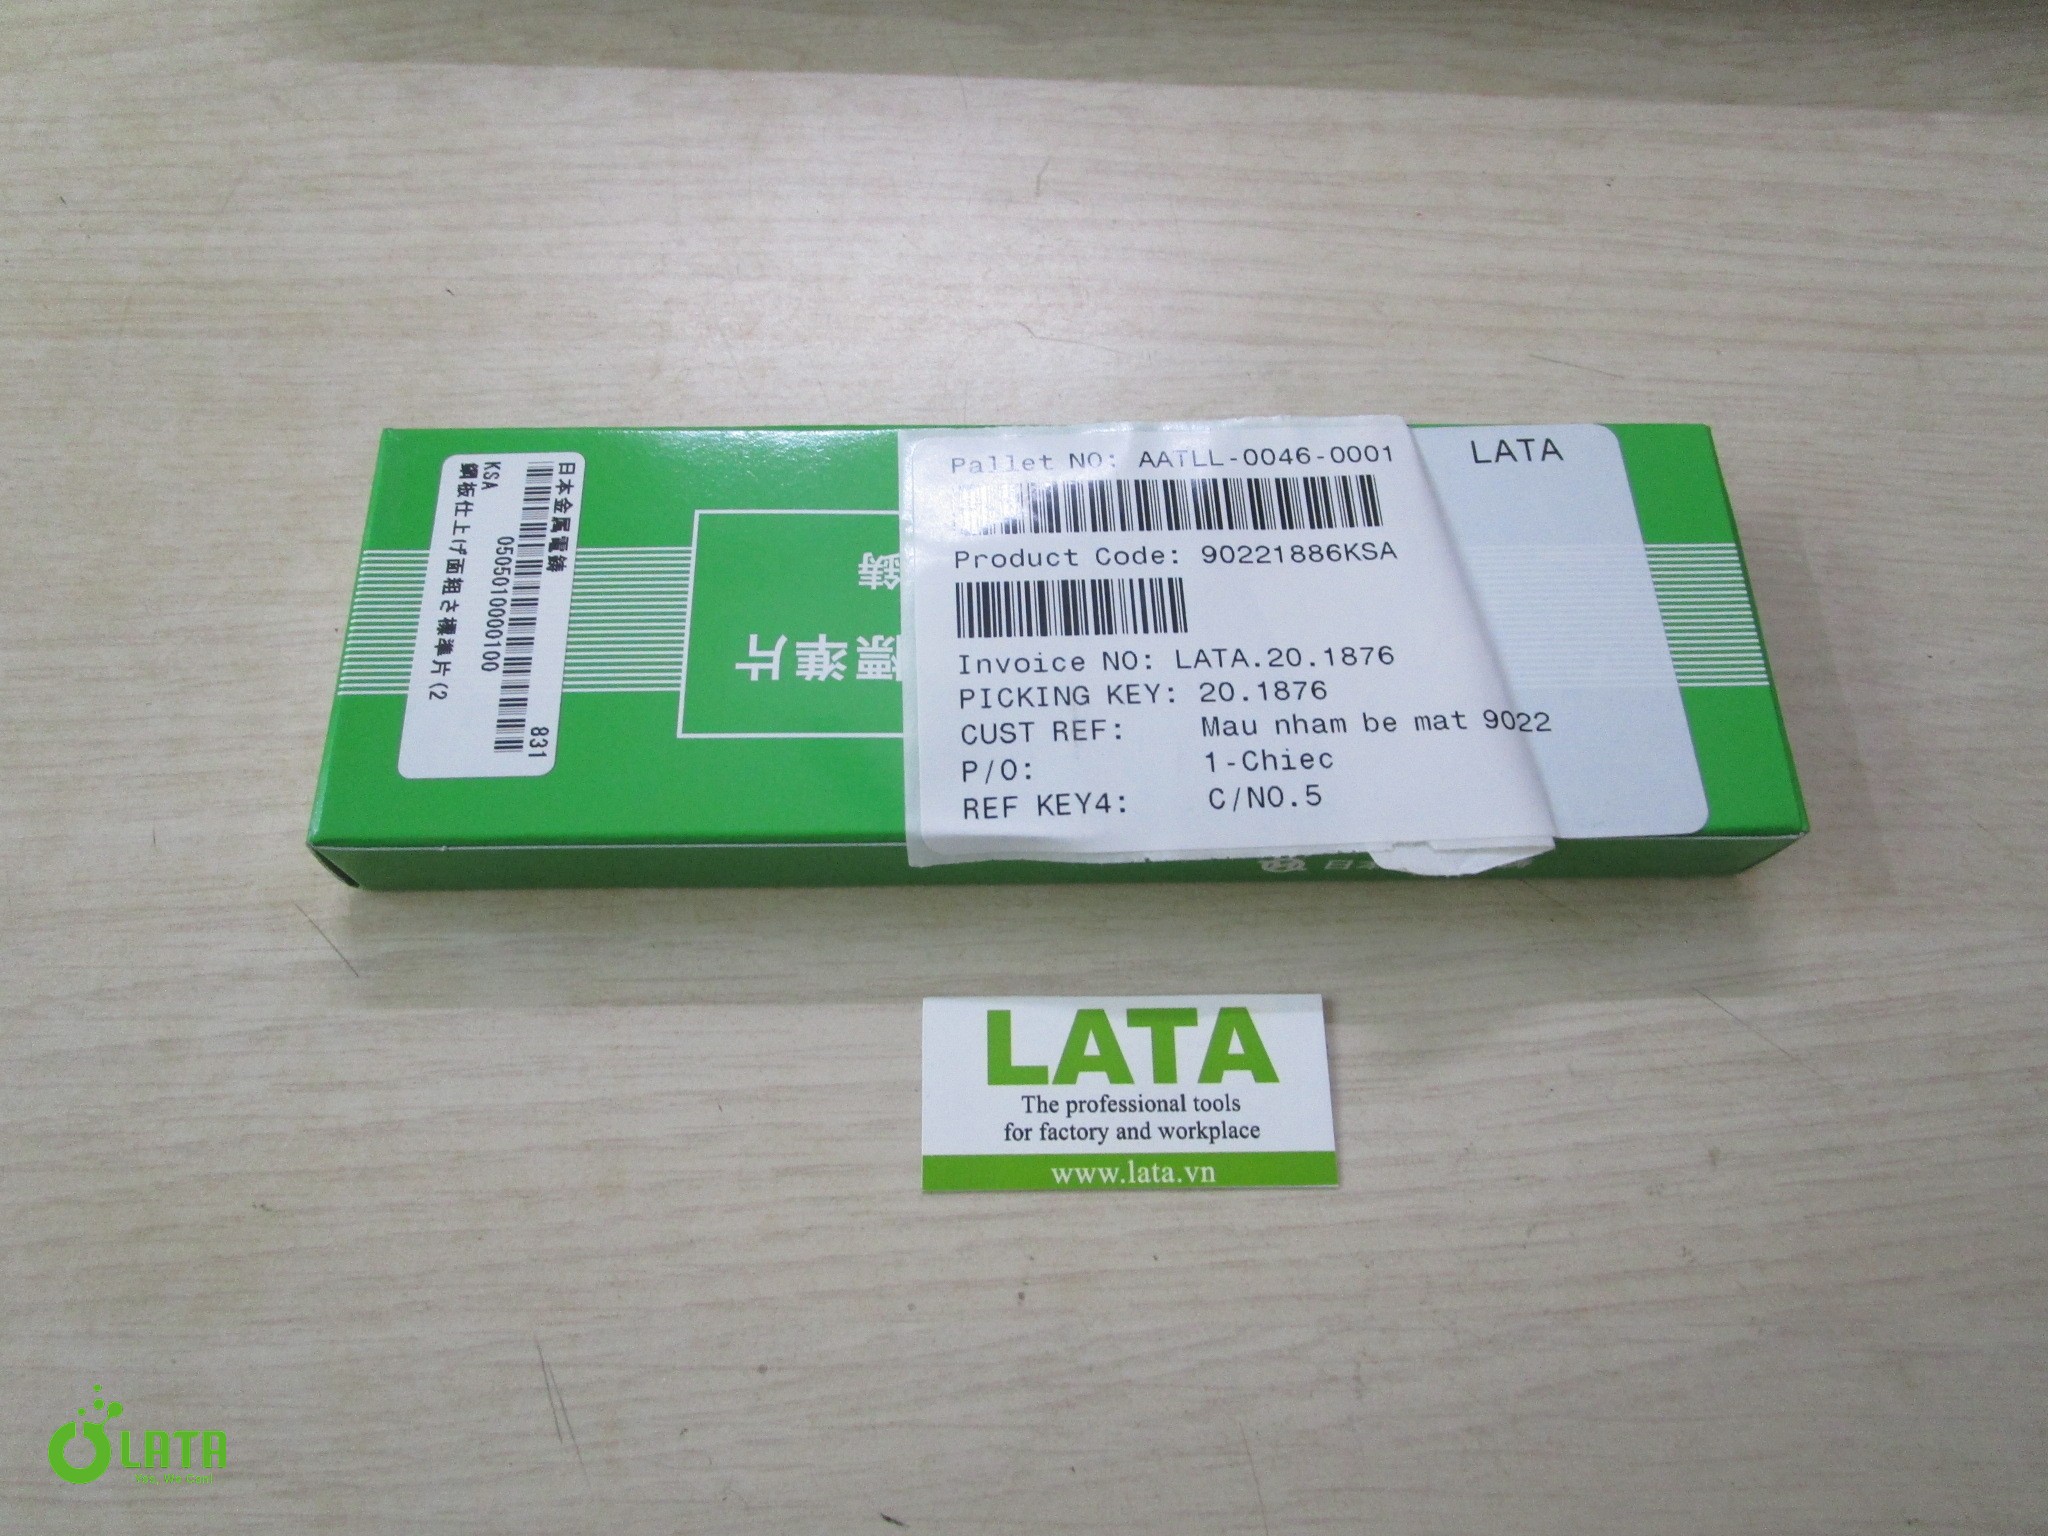 日本金属電鋳
831
0505010000100
KSA
鋼板仕上げ面粗さ標準片(2
鋳
標準片
LATA
Pallet NO: AATLL-0046-0001
Product Code: 90221886KSA
Invoice NO: LATA.20.1876
PICKING KEY: 20.1876
CUST REF: Mau nham be mat 9022
P/O: 1-Chiec
REF KEY4: C/NO.5
LATA
The professional tools
for factory and workplace
www.lata.vn
LATA